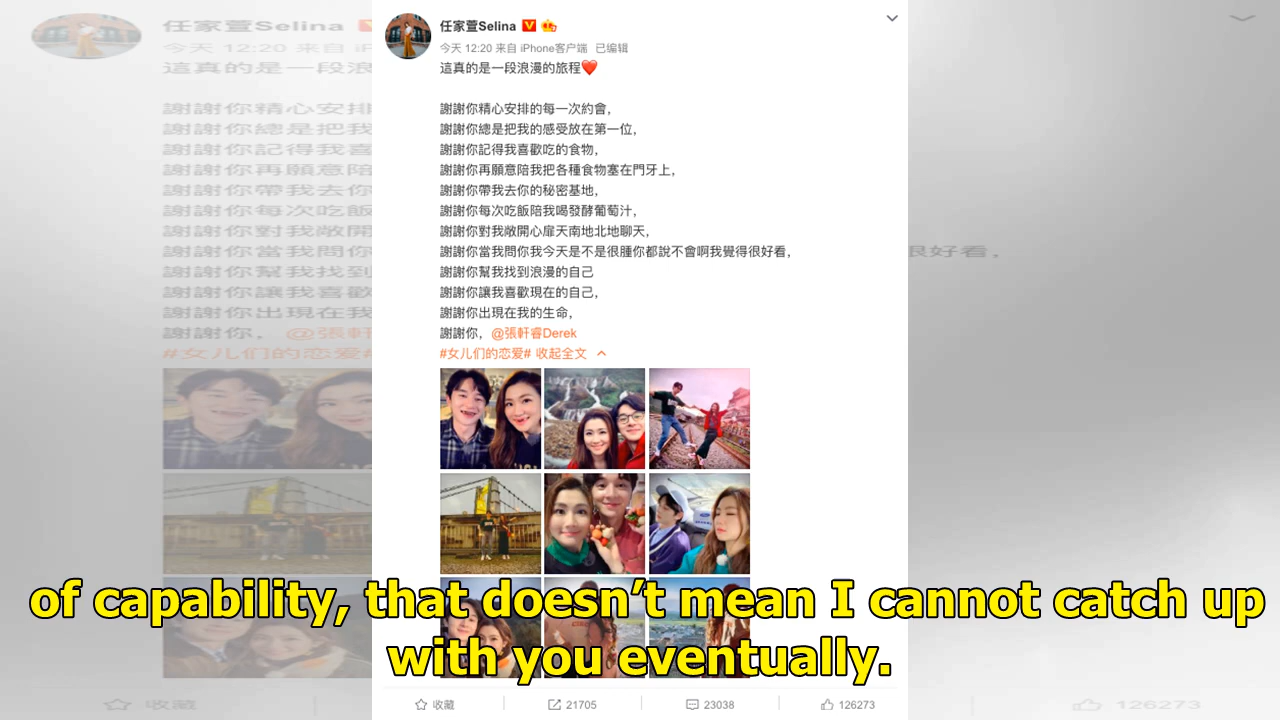 任家萱Selina
今天 12:20 来自 iPhone客户端 已编辑
這真的是一段浪漫的旅程❤️
謝謝你精心安排的每一次約會，
謝謝你總是把我的感受放在第一位，
謝謝你記得我喜歡吃的食物，
謝謝你再願意陪我把各種食物塞在門牙上，
謝謝你帶我去你的秘密基地，
謝謝你每次吃飯陪我喝發酵葡萄汁，
謝謝你對我敞開心扉天南地北地聊天，
謝謝你當我問你我今天是不是很腫你都說不會啊我覺得很好看，
謝謝你幫我找到浪漫的自己
謝謝你讓我喜歡現在的自己，
謝謝你出現在我的生命，
謝謝你，@張軒睿Derek
#女儿们的恋爱# 收起全文
of capability, that doesn’t mean I cannot catch up
with you eventually.
收藏 21705 23038 126273